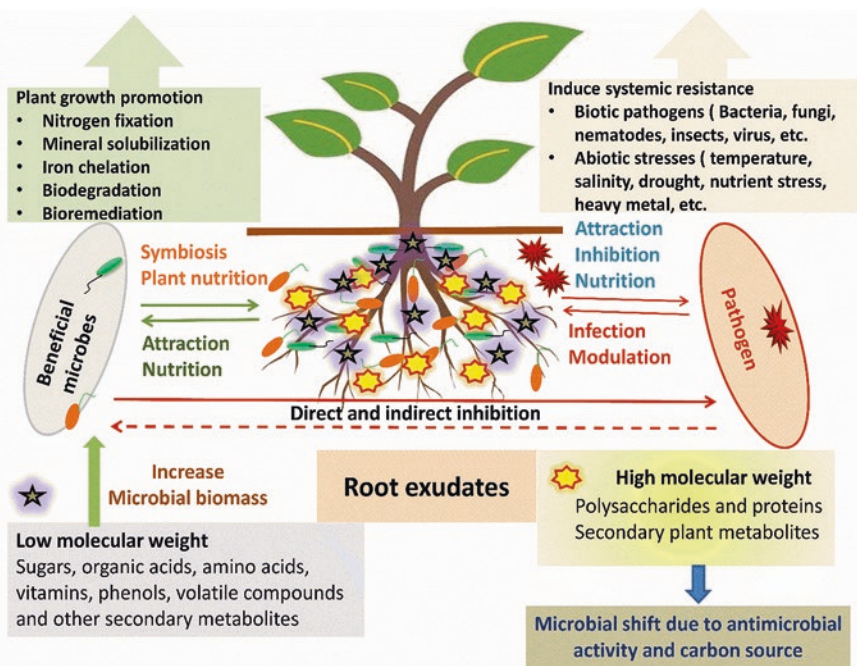 Plant growth promotion
• Nitrogen fixation
• Mineral solubilization
• Iron chelation
• Biodegradation
• Bioremediation
Induce systemic resistance
• Biotic pathogens ( Bacteria, fungi,
nematodes, insects, virus, etc.
• Abiotic stresses ( temperature,
salinity, drought, nutrient stress,
heavy metal, etc.
Beneficial
microbes
Symbiosis
Plant nutrition
Attraction
Nutrition
Attraction
Inhibition
Nutrition
Infection
Modulation
Pathogen
Direct and indirect inhibition
Increase
Microbial biomass
Root exudates
Low molecular weight
Sugars, organic acids, amino acids,
vitamins, phenols, volatile compounds
and other secondary metabolites
High molecular weight
Polysaccharides and proteins
Secondary plant metabolites
Microbial shift due to antimicrobial
activity and carbon source